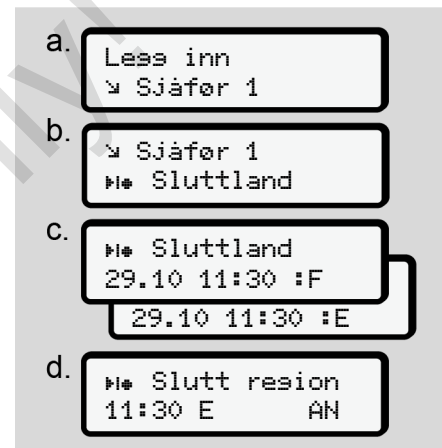 a.
Legg inn
Sjåfør 1
b.
Sjåfør 1
Sluttland
c.
Sluttland
29.10 11:30 :F
29.10 11:30 :E
d.
Slutt region
11:30 E AN